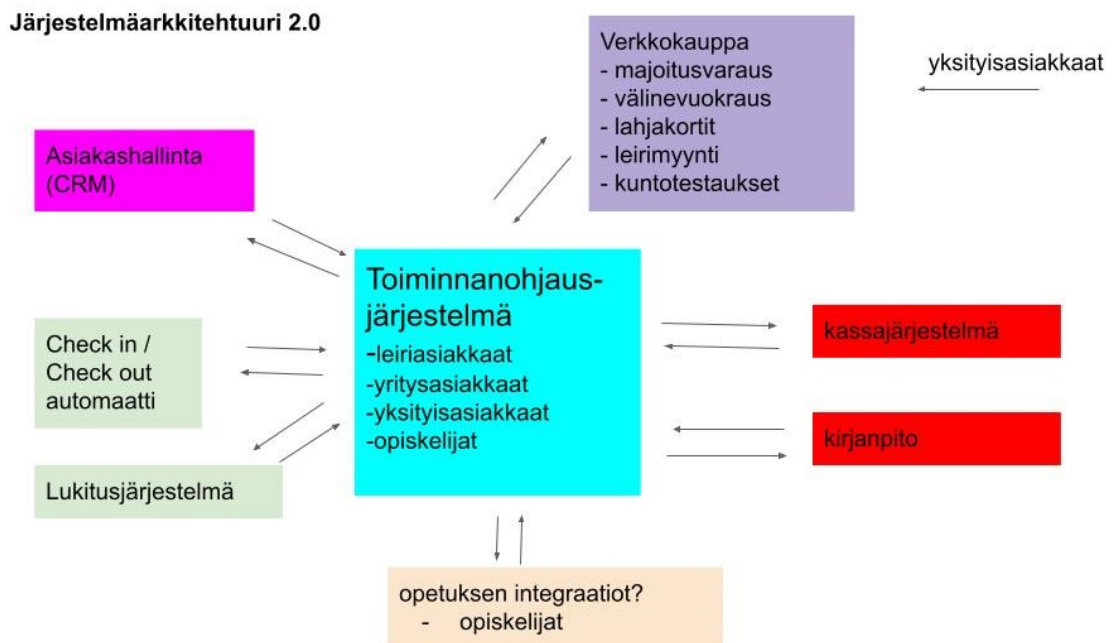 Järjestelmäarkkitehtuuri 2.0
Verkkokauppa
- majoitusvaraus
- välinevuokraus
- lahjakortit
- leirimyynti
- kuntotestaukset
yksityisasiakkaat
Asiakashallinta
(CRM)
Toiminnanohjaus-
järjestelmä
-leiriasiakkaat
-yritysasiakkaat
-yksityisasiakkaat
-opiskelijat
Check in /
Check out
automaatti
Lukitusjärjestelmä
kassajärjestelmä
kirjanpito
opetuksen integraatiot?
- opiskelijat